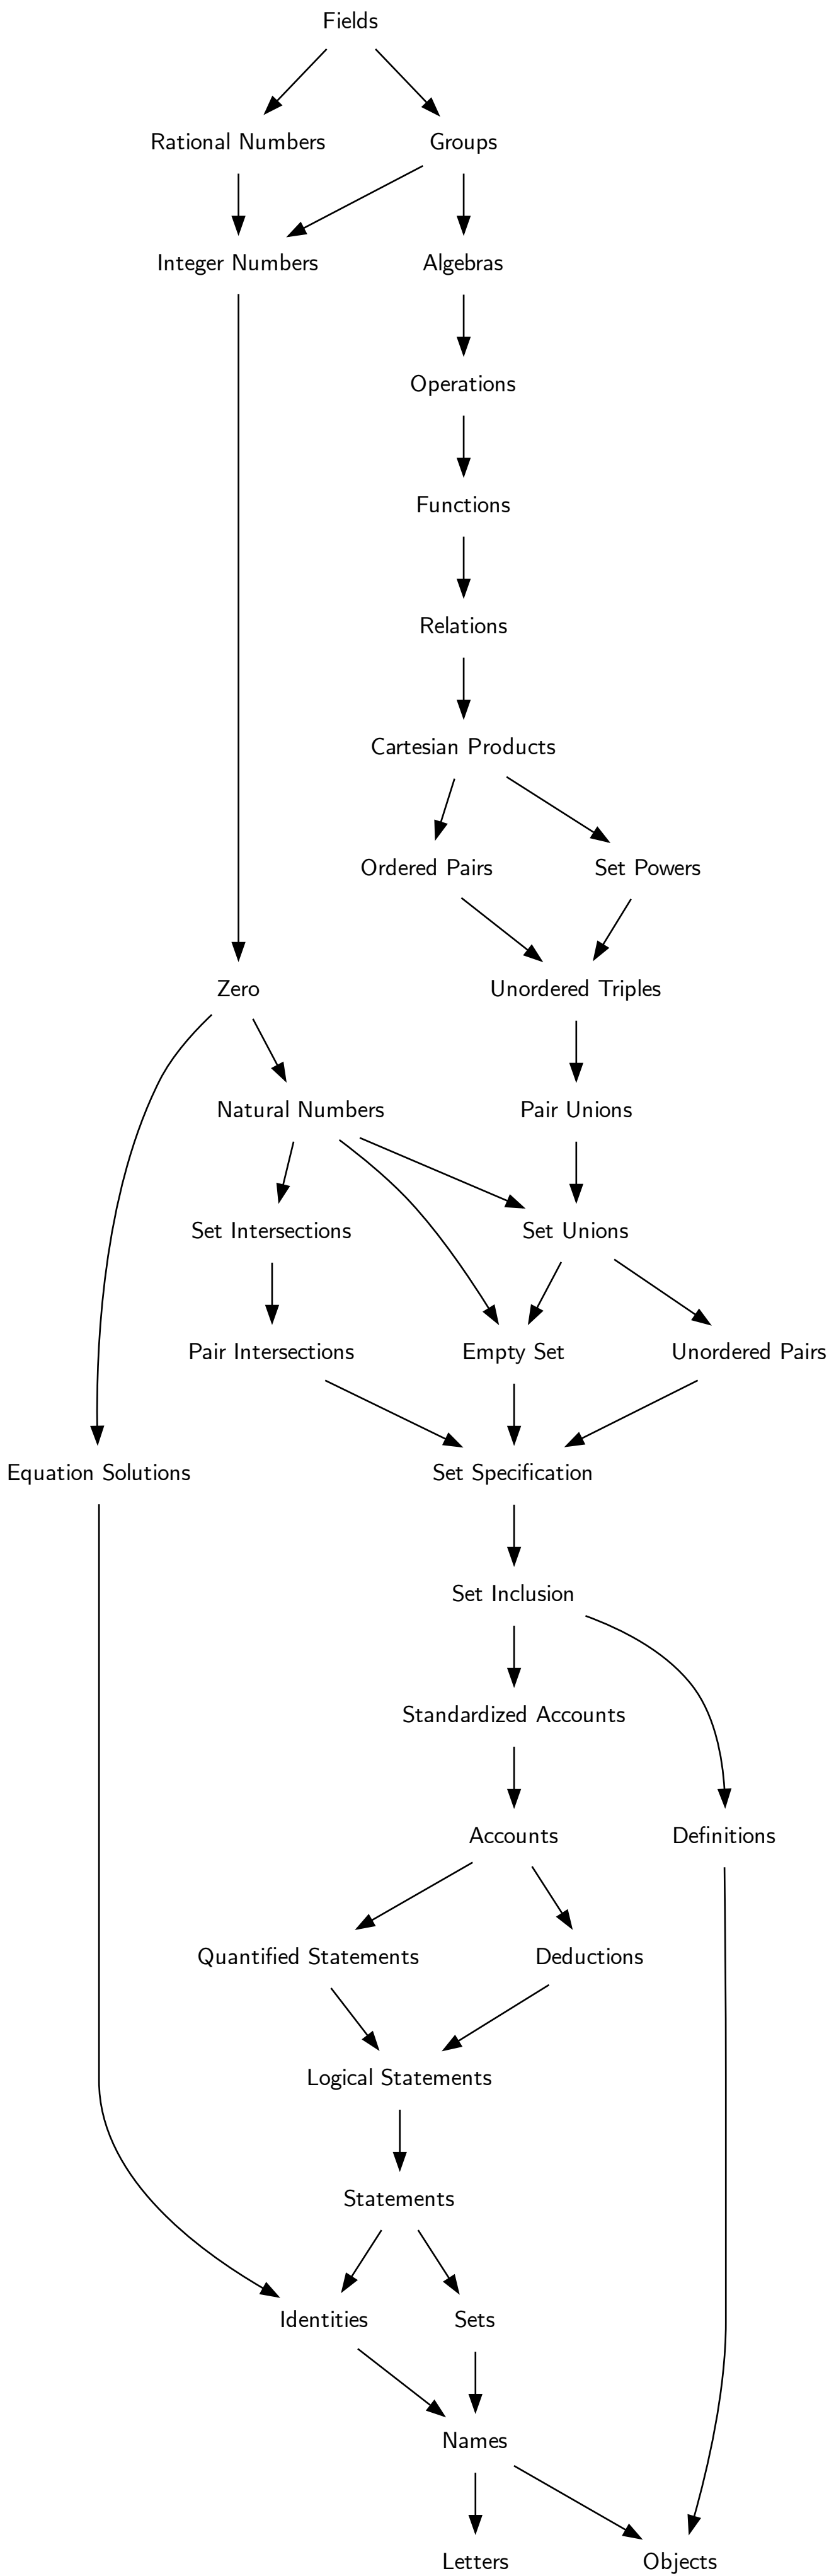 Fields
Rational Numbers
Groups
Integer Numbers
Algebras
Operations
Functions
Relations
Cartesian Products
Ordered Pairs
Set Powers
Zero
Unordered Triples
Natural Numbers
Pair Unions
Set Intersections
Set Unions
Pair Intersections
Empty Set
Unordered Pairs
Equation Solutions
Set Specification
Set Inclusion
Standardized Accounts
Accounts
Definitions
Quantified Statements
Deductions
Logical Statements
Statements
Identities
Sets
Names
Letters
Objects